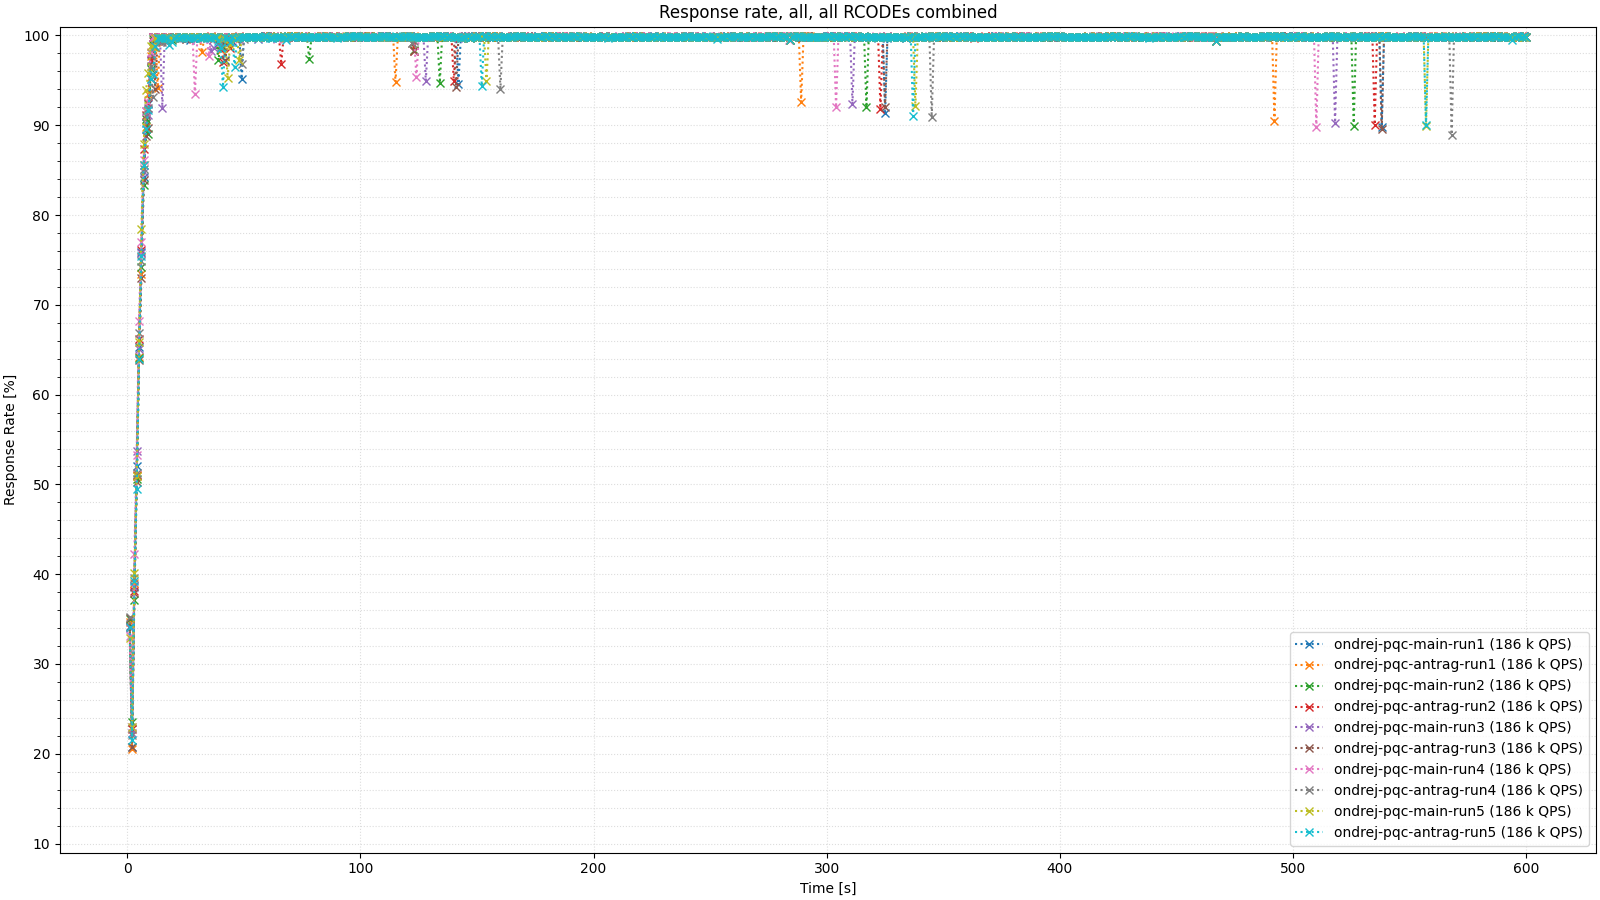 Response rate, all, all RCODEs combined
100
90
80
70
60
50
40
30
20
10
Response Rate [%]
0
100
200
300
400
500
600
Time [s]
ondrej-pqc-main-run1 (186 k QPS)
ondrej-pqc-antrag-run1 (186 k QPS)
ondrej-pqc-main-run2 (186 k QPS)
ondrej-pqc-antrag-run2 (186 k QPS)
ondrej-pqc-main-run3 (186 k QPS)
ondrej-pqc-antrag-run3 (186 k QPS)
ondrej-pqc-main-run4 (186 k QPS)
ondrej-pqc-antrag-run4 (186 k QPS)
ondrej-pqc-main-run5 (186 k QPS)
ondrej-pqc-antrag-run5 (186 k QPS)